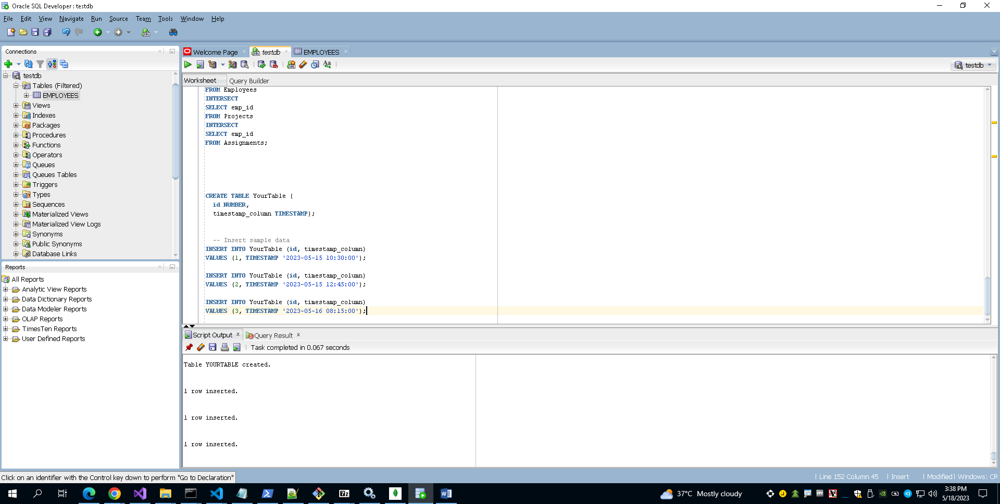 Oracle SQL Developer : testdb
File Edit View Navigate Run Source Team Tools Window Help
Connections
testdb
Tables (Filtered)
EMPLOYEES
Views
Indexes
Packages
Procedures
Functions
Operators
Queues
Queues Tables
Triggers
Types
Sequences
Materialized Views
Materialized View Logs
Synonyms
Public Synonyms
Database Links
Reports
All Reports
Analytic View Reports
Data Dictionary Reports
Data Modeler Reports
OLAP Reports
TimesTen Reports
User Defined Reports
Welcome Page testdb EMPLOYEES
testdb
Worksheet Query Builder
FROM Employees
INTERSECT
SELECT emp_id
FROM Projects
INTERSECT
SELECT emp_id
FROM Assignments;
CREATE TABLE YourTable (
id NUMBER,
timestamp_column TIMESTAMP);
-- Insert sample data
INSERT INTO YourTable (id, timestamp_column)
VALUES (1, TIMESTAMP '2023-05-15 10:30:00');
INSERT INTO YourTable (id, timestamp_column)
VALUES (2, TIMESTAMP '2023-05-15 12:45:00');
INSERT INTO YourTable (id, timestamp_column)
VALUES (3, TIMESTAMP '2023-05-16 08:15:00');
Script Output Query Result
Task completed in 0.067 seconds
Table YOURTABLE created.
1 row inserted.
1 row inserted.
1 row inserted.
Click on an identifier with the Control key down to perform "Go to Declaration"
Line 152 Column 45 Insert Modified Windows: CR
37°C Mostly cloudy
3:38 PM
5/18/2023